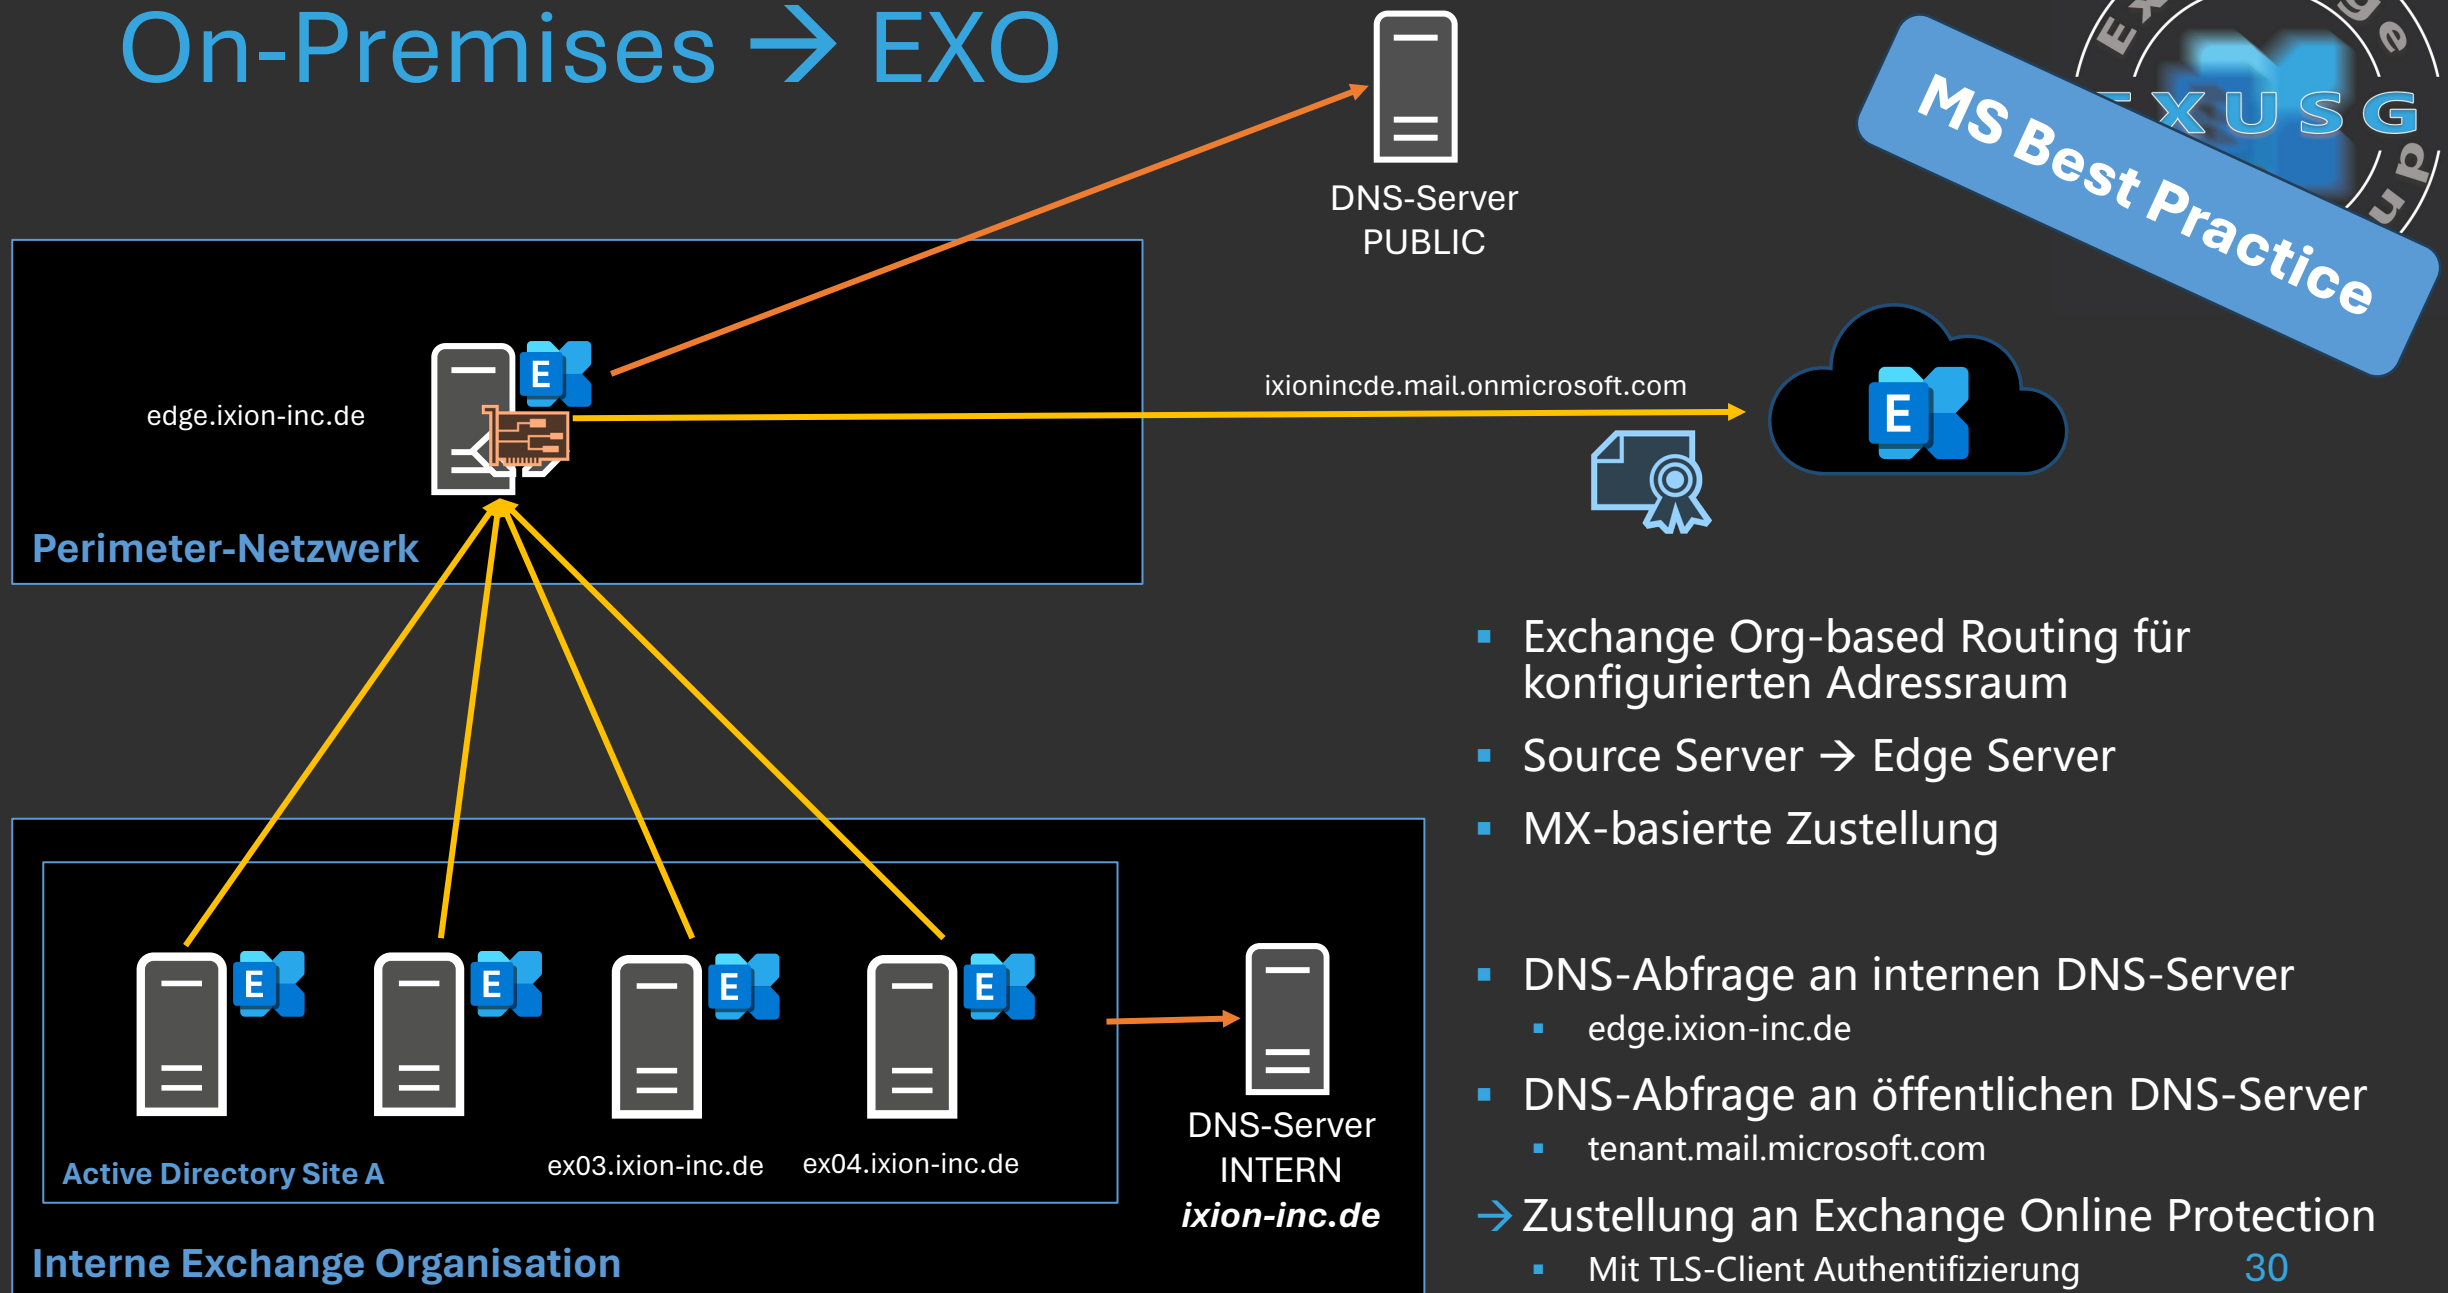 On-Premises → EXO
DNS-Server
PUBLIC
MS Best Practice
EXUSG
edge.ixion-inc.de
E
ixionincde.mail.onmicrosoft.com
E
Perimeter-Netzwerk
E
E
E
E
ex03.ixion-inc.de
ex04.ixion-inc.de
Active Directory Site A
DNS-Server
INTERN
ixion-inc.de
Interne Exchange Organisation
▪ Exchange Org-based Routing für
konfigurierten Adressraum
▪ Source Server → Edge Server
▪ MX-basierte Zustellung
▪ DNS-Abfrage an internen DNS-Server
▪ edge.ixion-inc.de
▪ DNS-Abfrage an öffentlichen DNS-Server
▪ tenant.mail.microsoft.com
→ Zustellung an Exchange Online Protection
▪ Mit TLS-Client Authentifizierung
30